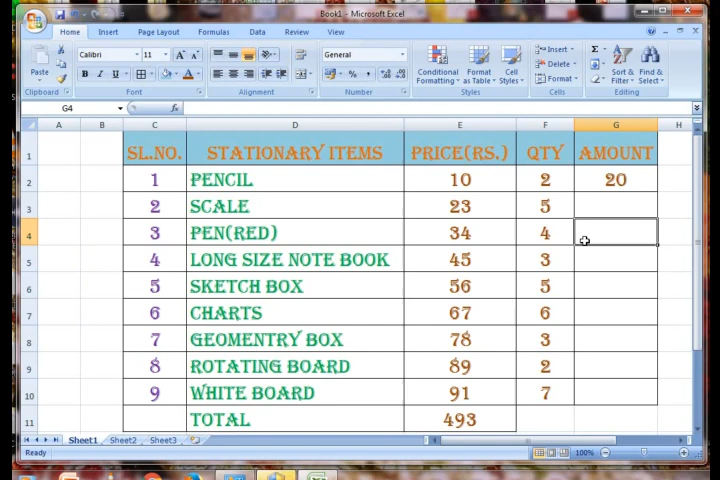 Book1 - Microsoft Excel
Home Insert Page Layout Formulas Data Review View
Calibri 11 A A General
Paste
B I U A % , Conditional Formatting Format as Table Cell Styles Insert Delete Format Σ Sort & Filter Find & Select
Clipboard Font Alignment Number Styles Cells Editing
G4 fx
A B C D E F G H
1 SL.NO. STATIONARY ITEMS PRICE(RS.) QTY AMOUNT
2 1 PENCIL 10 2 20
3 2 SCALE 23 5
4 3 PEN(RED) 34 4
5 4 LONG SIZE NOTE BOOK 45 3
6 5 SKETCH BOX 56 5
7 6 CHARTS 67 6
8 7 GEOMENTRY BOX 78 3
9 8 ROTATING BOARD 89 2
10 9 WHITE BOARD 91 7
11 TOTAL 493
Sheet1 Sheet2 Sheet3
Ready 100%